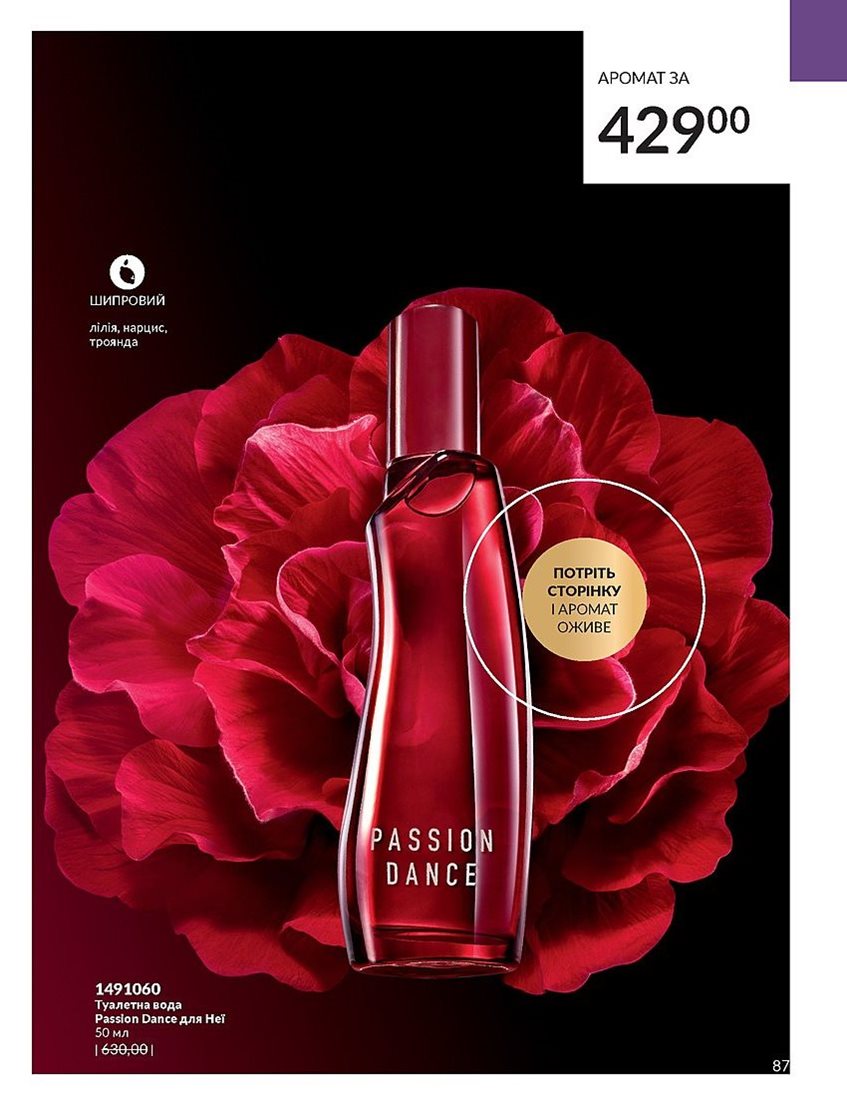 АРОМАТ ЗА
429⁰⁰
ШИПРОВИЙ
лілія, нарцис,
троянда
ПОТРІТЬ
СТОРІНКУ
І АРОМАТ
ОЖИВЕ
PASSION
DANCE
1491060
Туалетна вода
Passion Dance для Неї
50 мл
| 630,00 |
87